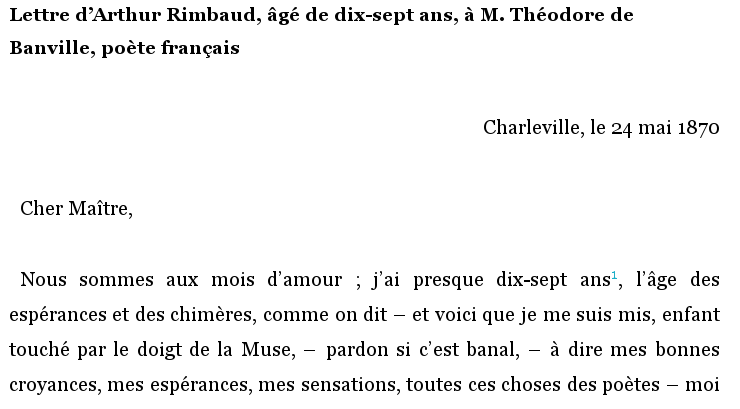 Lettre d’Arthur Rimbaud, âgé de dix-sept ans, à M. Théodore de
Banville, poète français
Charleville, le 24 mai 1870
Cher Maître,
Nous sommes aux mois d’amour ; j’ai presque dix-sept ans1, l’âge des
espérances et des chimères, comme on dit – et voici que je me suis mis, enfant
touché par le doigt de la Muse, – pardon si c’est banal, – à dire mes bonnes
croyances, mes espérances, mes sensations, toutes ces choses des poètes – moi